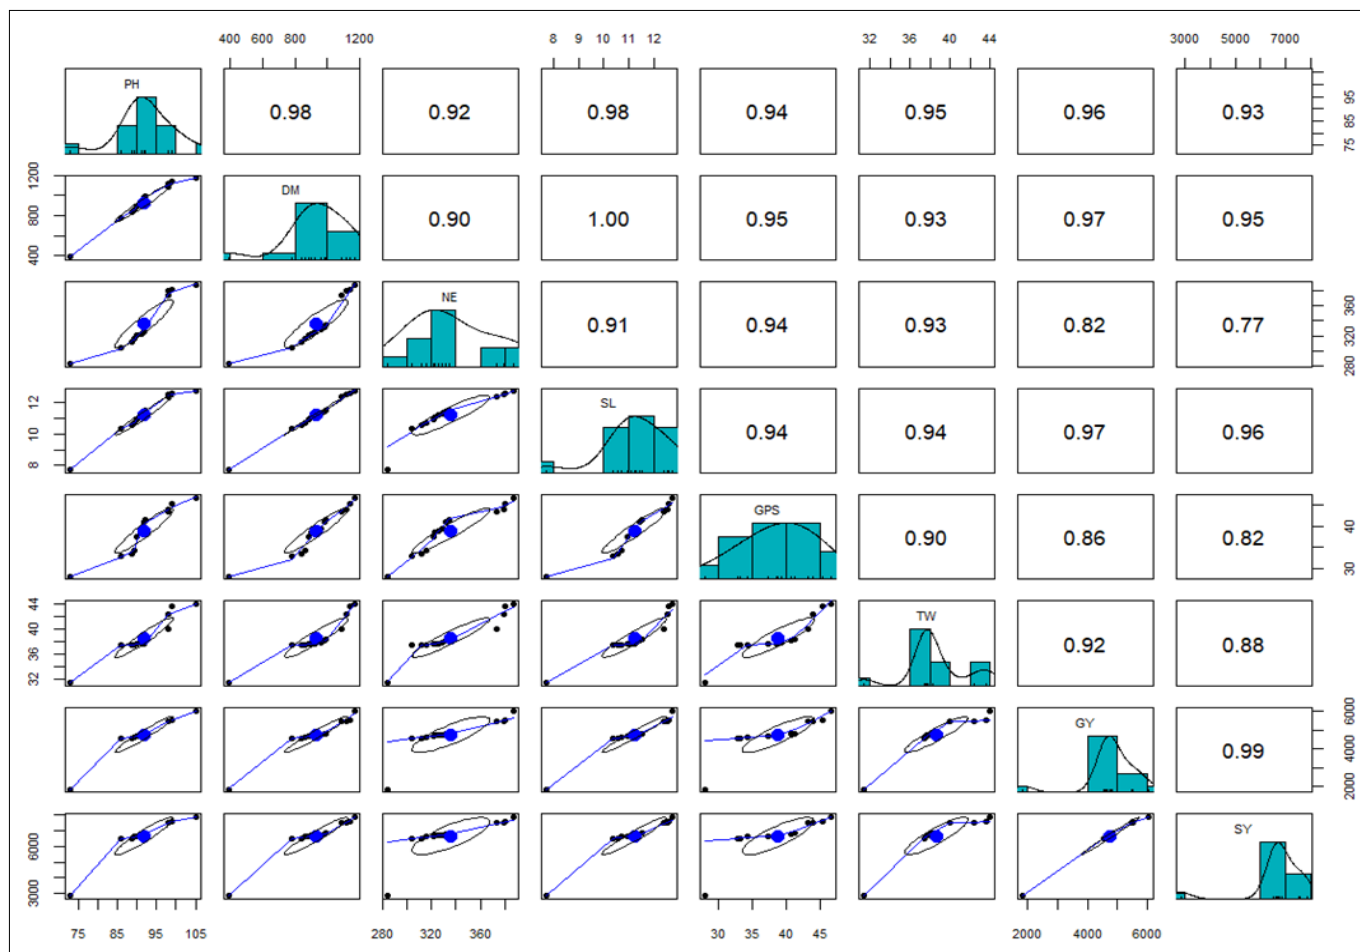 400 600 800 1200 8 9 10 11 12 32 36 40 44 3000 5000 7000
PH 0.98 0.92 0.98 0.94 0.95 0.96 0.93 75 85 95
400 800 1200 DM 0.90 1.00 0.95 0.93 0.97 0.95
NE 0.91 0.94 0.93 0.82 0.77 280 320 360
8 10 12 SL 0.94 0.94 0.97 0.96
GPS 0.90 0.86 0.82 30 40
32 36 40 44 TW 0.92 0.88
GY 0.99 2000 4000 6000
3000 6000 SY
75 85 95 105 280 320 360 30 35 40 45 2000 4000 6000